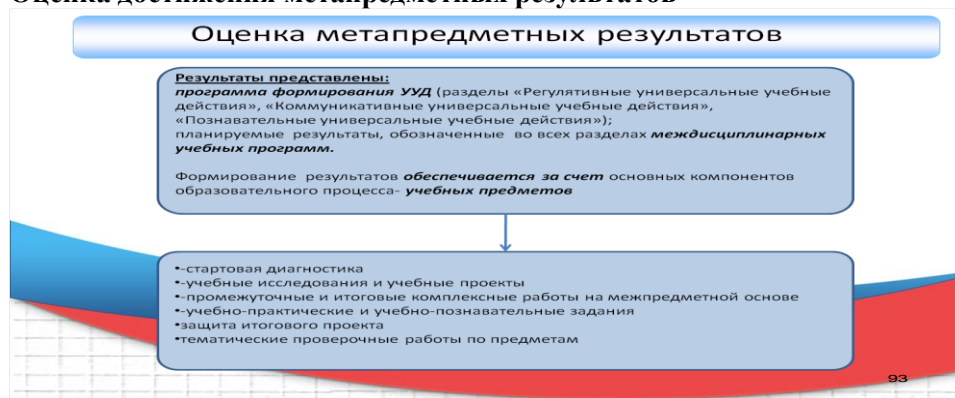 Оценка достижения метапредметных результатов
Оценка метапредметных результатов
Результаты представлены:
программа формирования УУД (разделы «Регулятивные универсальные учебные
действия», «Коммуникативные универсальные учебные действия»,
«Познавательные универсальные учебные действия»);
планируемые результаты, обозначенные во всех разделах междисциплинарных
учебных программ.
Формирование результатов обеспечивается за счет основных компонентов
образовательного процесса- учебных предметов
•-стартовая диагностика
•-учебные исследования и учебные проекты
•-промежуточные и итоговые комплексные работы на межпредметной основе
•-учебно-практические и учебно-познавательные задания
•защита итогового проекта
•тематические проверочные работы по предметам
93